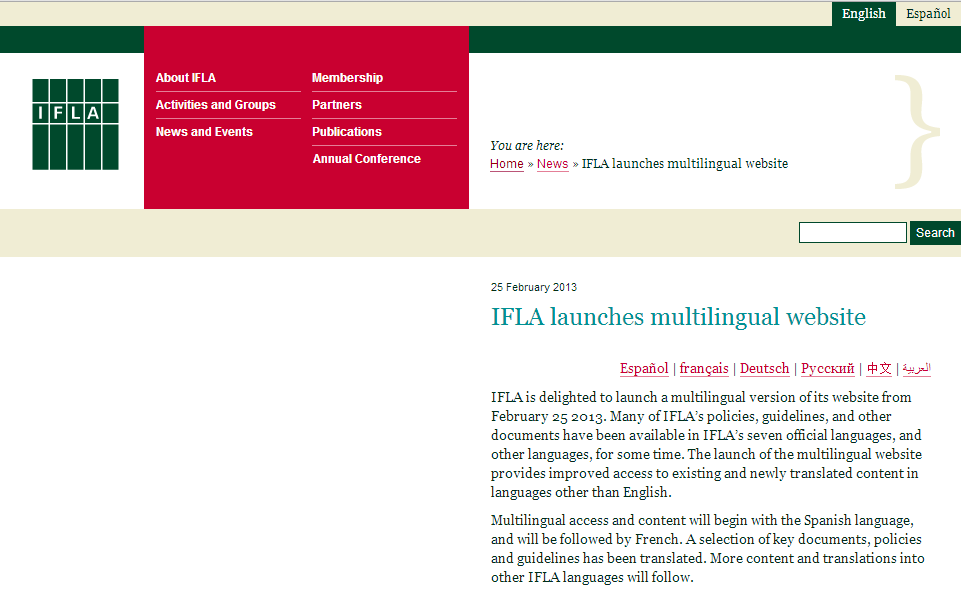 English Español
IFLA
About IFLA
Activities and Groups
News and Events
Membership
Partners
Publications
Annual Conference
You are here:
Home » News » IFLA launches multilingual website
Search
25 February 2013
IFLA launches multilingual website
Español | français | Deutsch | Русский | 中文 | العربية
IFLA is delighted to launch a multilingual version of its website from
February 25 2013. Many of IFLA’s policies, guidelines, and other
documents have been available in IFLA’s seven official languages, and
other languages, for some time. The launch of the multilingual website
provides improved access to existing and newly translated content in
languages other than English.
Multilingual access and content will begin with the Spanish language,
and will be followed by French. A selection of key documents, policies
and guidelines has been translated. More content and translations into
other IFLA languages will follow.